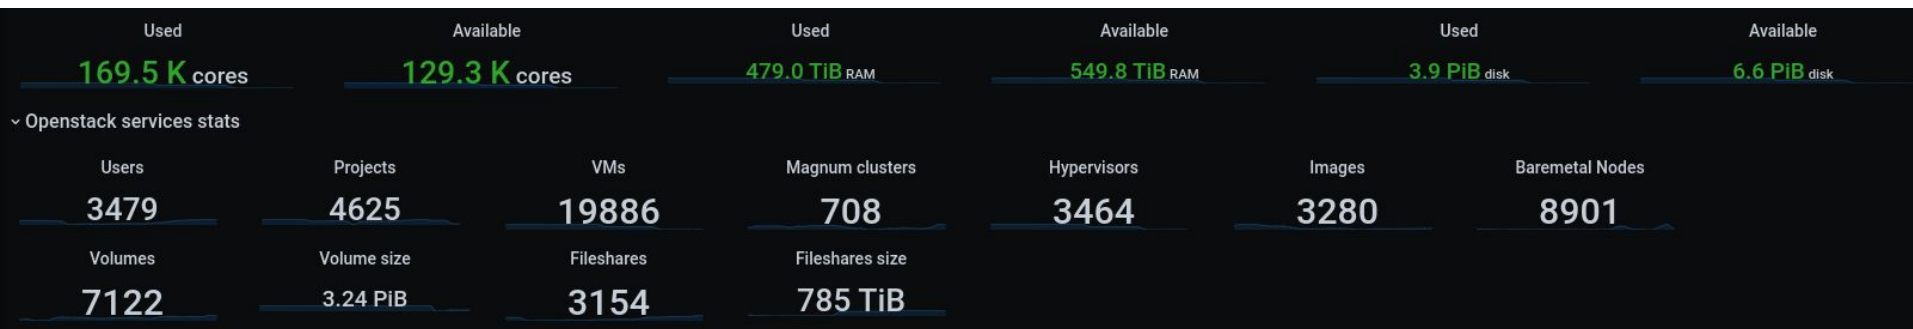 Used Available Used Available Used Available
169.5 K cores 129.3 K cores 479.0 TiB RAM 549.8 TiB RAM 3.9 PiB disk 6.6 PiB disk
Openstack services stats
Users Projects VMs Magnum clusters Hypervisors Images Baremetal Nodes
3479 4625 19886 708 3464 3280 8901
Volumes Volume size Fileshares Fileshares size
7122 3.24 PiB 3154 785 TiB